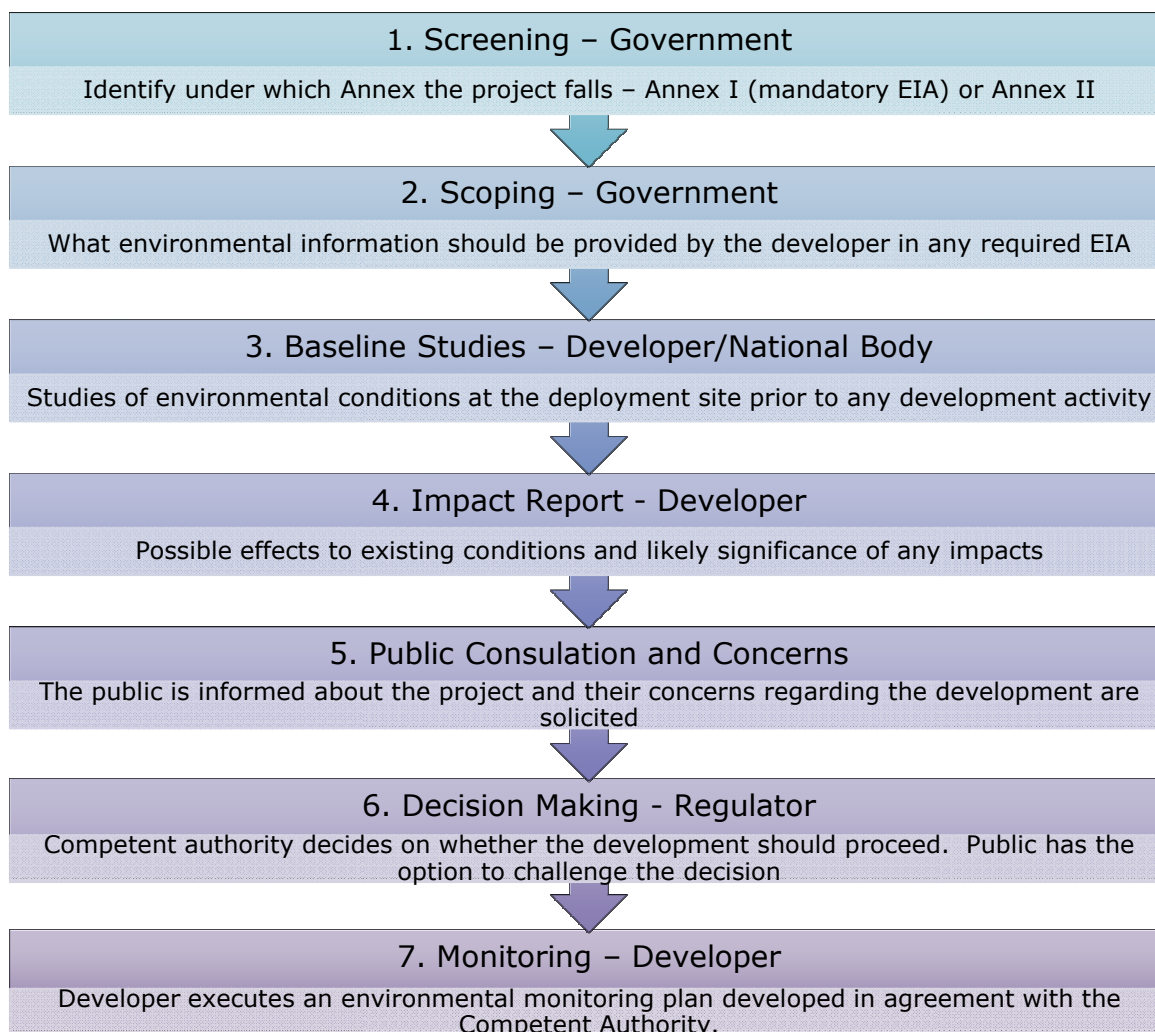 1. Screening – Government
Identify under which Annex the project falls – Annex I (mandatory EIA) or Annex II
2. Scoping – Government
What environmental information should be provided by the developer in any required EIA
3. Baseline Studies – Developer/National Body
Studies of environmental conditions at the deployment site prior to any development activity
4. Impact Report - Developer
Possible effects to existing conditions and likely significance of any impacts
5. Public Consulation and Concerns
The public is informed about the project and their concerns regarding the development are
solicited
6. Decision Making - Regulator
Competent authority decides on whether the development should proceed.  Public has the
option to challenge the decision
7. Monitoring – Developer
Developer executes an environmental monitoring plan developed in agreement with the
Competent Authority.